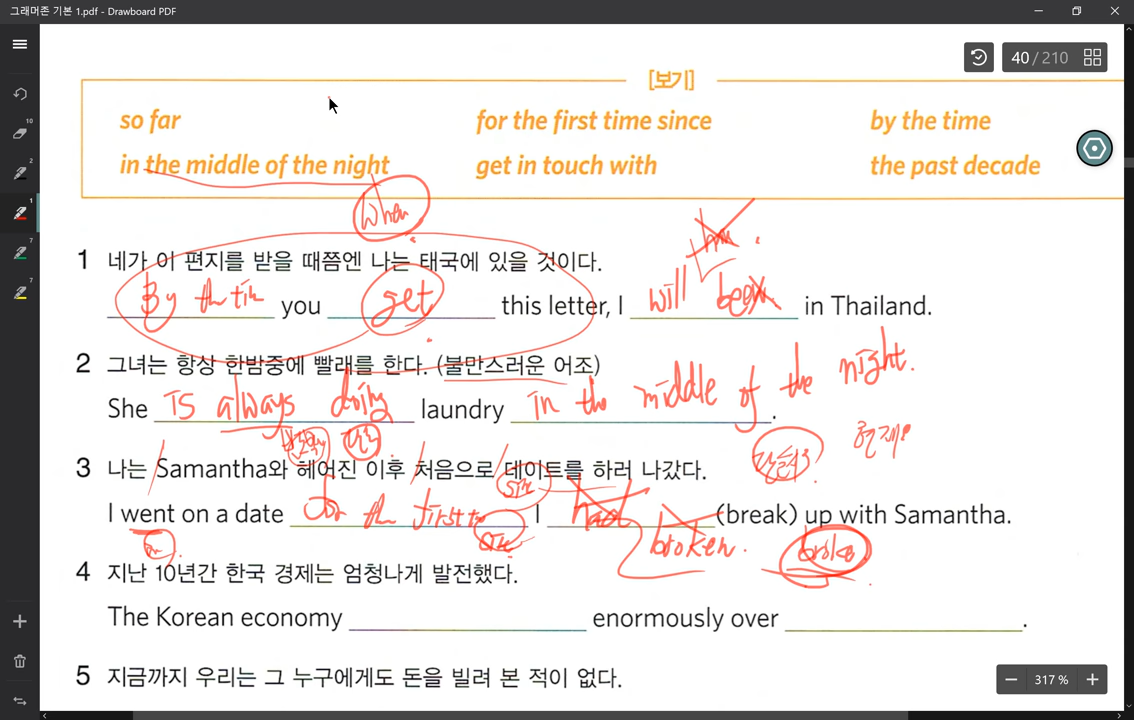 그래머존 기본 1.pdf - Drawboard PDF
40 / 210
[보기]
so far for the first time since by the time
in the middle of the night get in touch with the past decade
when
1 네가 이 편지를 받을 때쯤엔 나는 태국에 있을 것이다.
By the you get this letter, I will in Thailand.
2 그녀는 항상 한밤중에 빨래를 한다. (불만스러운 어조)
She is always doing laundry in the middle of the night.
3 나는 Samantha와 헤어진 이후 처음으로 데이트를 하러 나갔다.
I went on a date for the first I had broken (break) up with Samantha.
broke
4 지난 10년간 한국 경제는 엄청나게 발전했다.
The Korean economy enormously over .
5 지금까지 우리는 그 누구에게도 돈을 빌려 본 적이 없다.
317 %